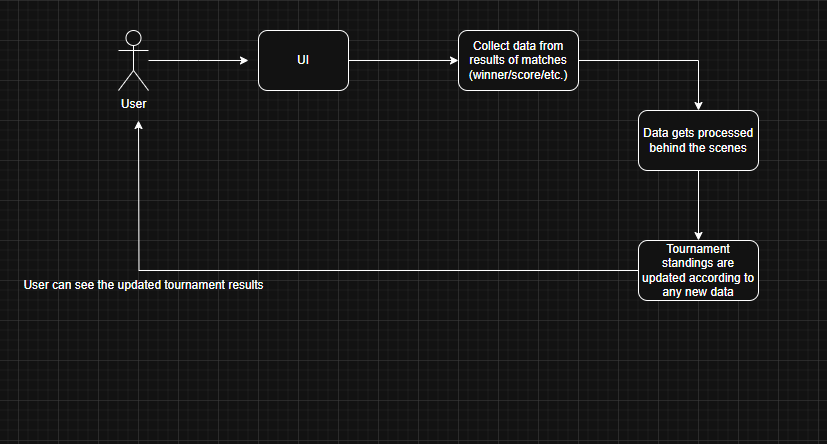 User
UI
Collect data from
results of matches
(winner/score/etc.)
Data gets processed
behind the scenes
Tournament
standings are
updated according to
any new data
User can see the updated tournament results